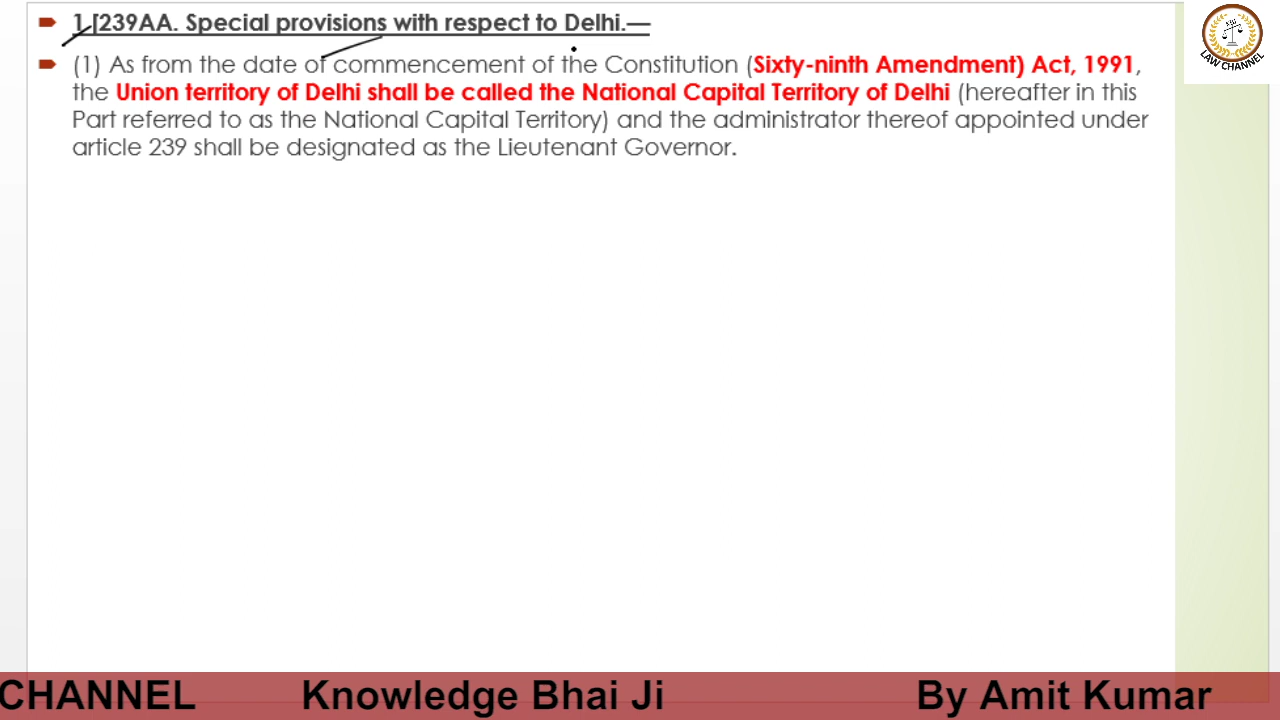 1 [239AA. Special provisions with respect to Delhi.—
(1) As from the date of commencement of the Constitution (Sixty-ninth Amendment) Act, 1991,
the Union territory of Delhi shall be called the National Capital Territory of Delhi (hereafter in this
Part referred to as the National Capital Territory) and the administrator thereof appointed under
article 239 shall be designated as the Lieutenant Governor.
LAW CHANNEL
CHANNEL Knowledge Bhai Ji By Amit Kumar